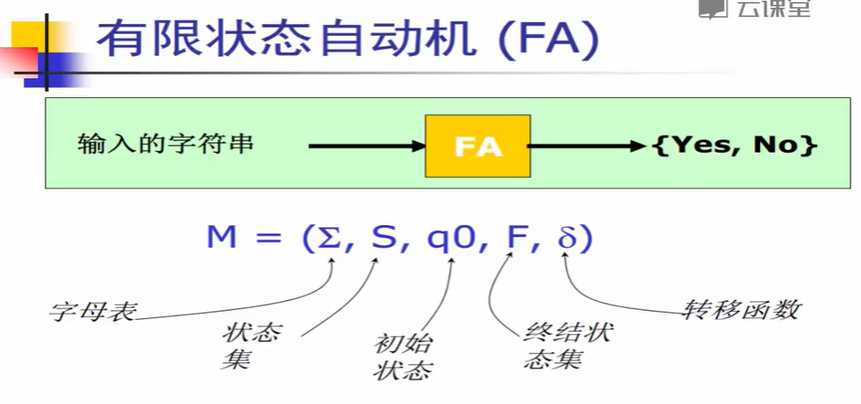 云课堂
有限状态自动机 (FA)
输入的字符串
FA
{Yes, No}
M = (Σ, S, q0, F, δ)
字母表
状态
集
初始
状态
终结状
态集
转移函数